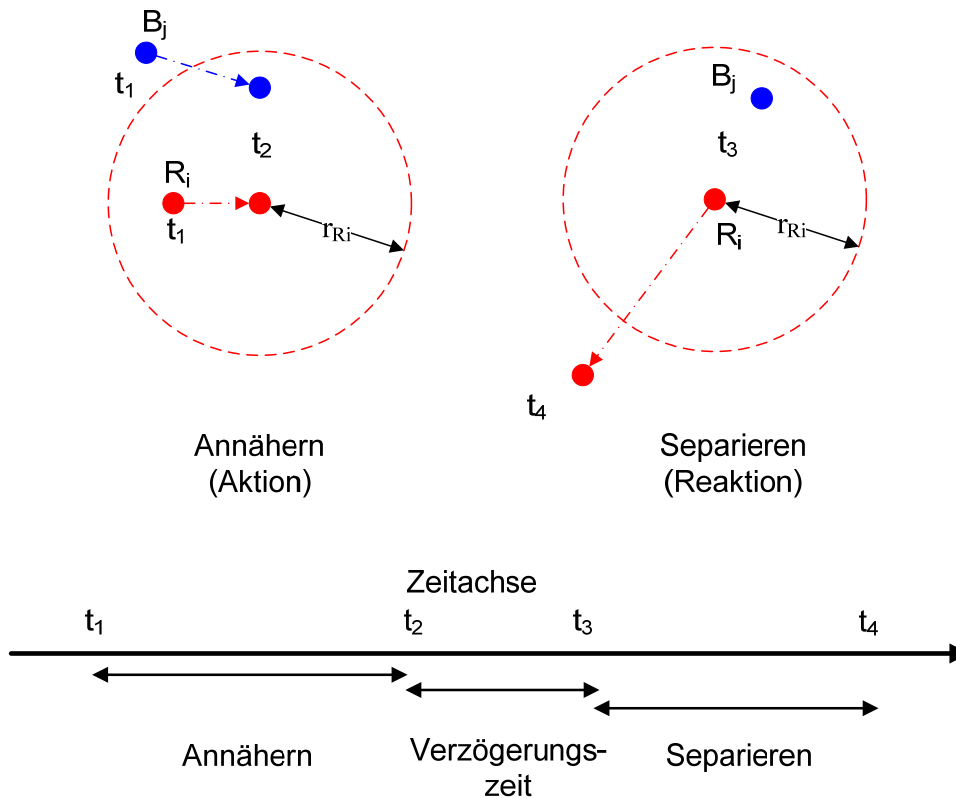 Bj
t1
t2
Ri
t1
rRi
Annähern
(Aktion)
Bj
t3
Ri
rRi
t4
Separieren
(Reaktion)
Zeitachse
t1 t2 t3 t4
Annähern
Verzögerungs-
zeit
Separieren